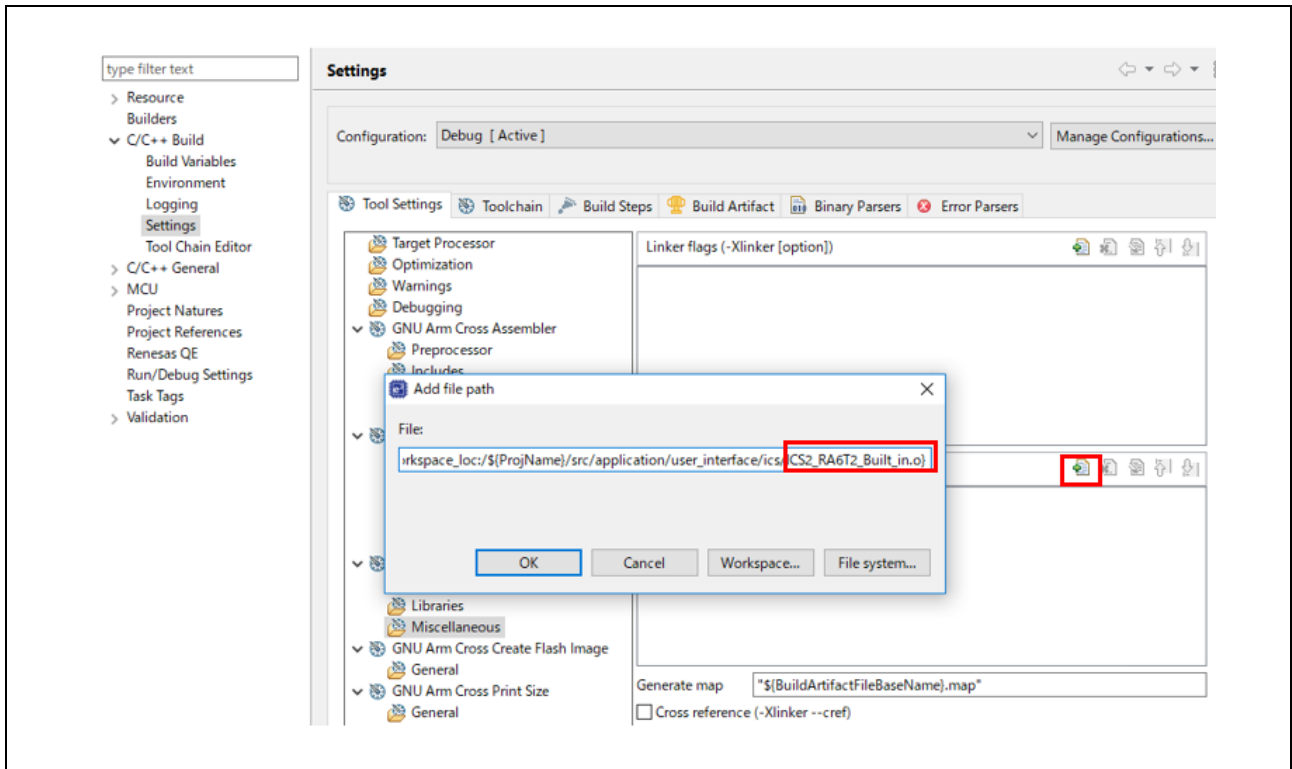 type filter text
Resource
Builders
C/C++ Build
Build Variables
Environment
Logging
Settings
Tool Chain Editor
C/C++ General
MCU
Project Natures
Project References
Renesas QE
Run/Debug Settings
Task Tags
Validation
Settings
Configuration: Debug [ Active ] Manage Configurations...
Tool Settings Toolchain Build Steps Build Artifact Binary Parsers Error Parsers
Target Processor
Optimization
Warnings
Debugging
GNU Arm Cross Assembler
Preprocessor
Includes
Linker flags (-Xlinker [option])
Add file path
File:
rkspace_loc:/${ProjName}/src/application/user_interface/ics/ICS2_RA6T2_Built_in.o}
OK Cancel Workspace... File system...
Libraries
Miscellaneous
GNU Arm Cross Create Flash Image
General
GNU Arm Cross Print Size
General
Generate map "${BuildArtifactFileBaseName}.map"
Cross reference (-Xlinker --cref)